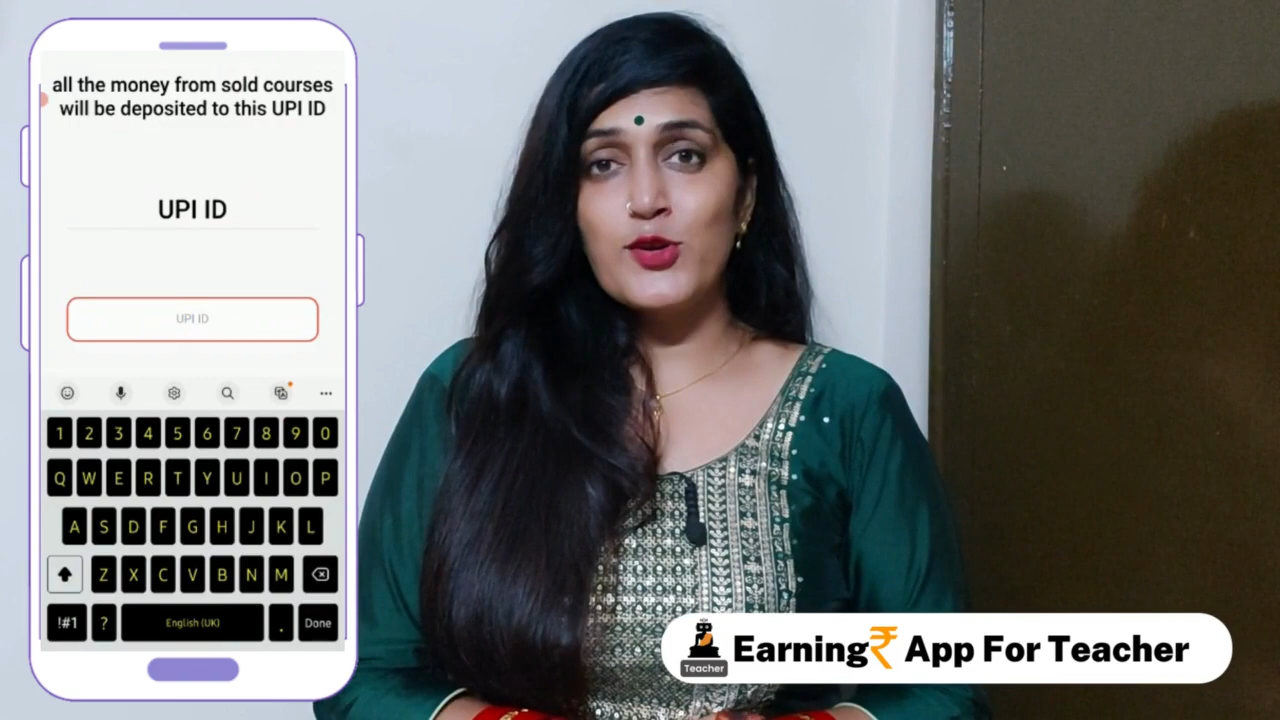 all the money from sold courses
will be deposited to this UPI ID
UPI ID
UPI ID
1 2 3 4 5 6 7 8 9 0
Q W E R T Y U I O P
A S D F G H J K L
Z X C V B N M
!#1 ? English (UK) . Done
Teacher
Earning₹ App For Teacher